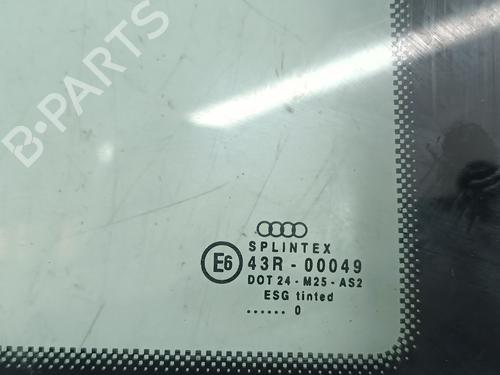 B-PARTS
SPLINTEX
E6 43R-00049
DOT 24-M25-AS2
ESG tinted
...... 0